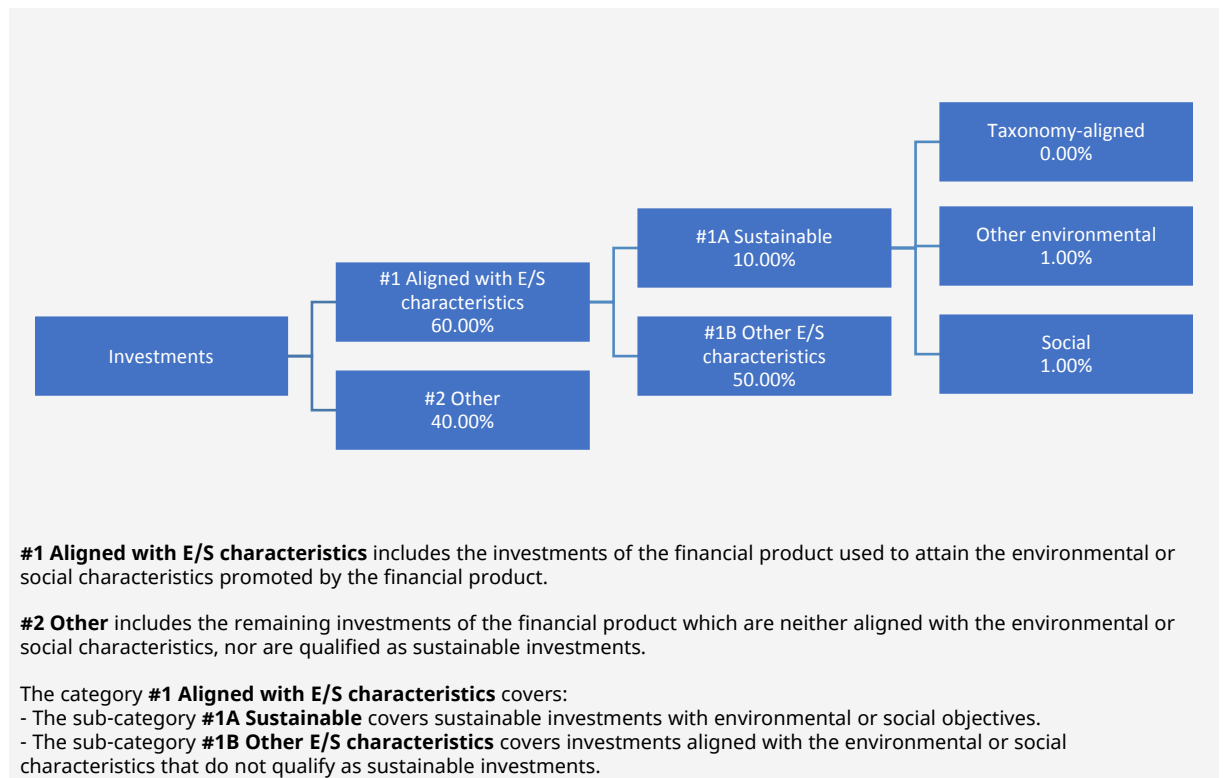 Investments
#1 Aligned with E/S
characteristics
60.00%
#2 Other
40.00%
#1A Sustainable
10.00%
#1B Other E/S
characteristics
50.00%
Taxonomy-aligned
0.00%
Other environmental
1.00%
Social
1.00%
#1 Aligned with E/S characteristics includes the investments of the financial product used to attain the environmental or
social characteristics promoted by the financial product.
#2 Other includes the remaining investments of the financial product which are neither aligned with the environmental or
social characteristics, nor are qualified as sustainable investments.
The category #1 Aligned with E/S characteristics covers:
- The sub-category #1A Sustainable covers sustainable investments with environmental or social objectives.
- The sub-category #1B Other E/S characteristics covers investments aligned with the environmental or social
characteristics that do not qualify as sustainable investments.